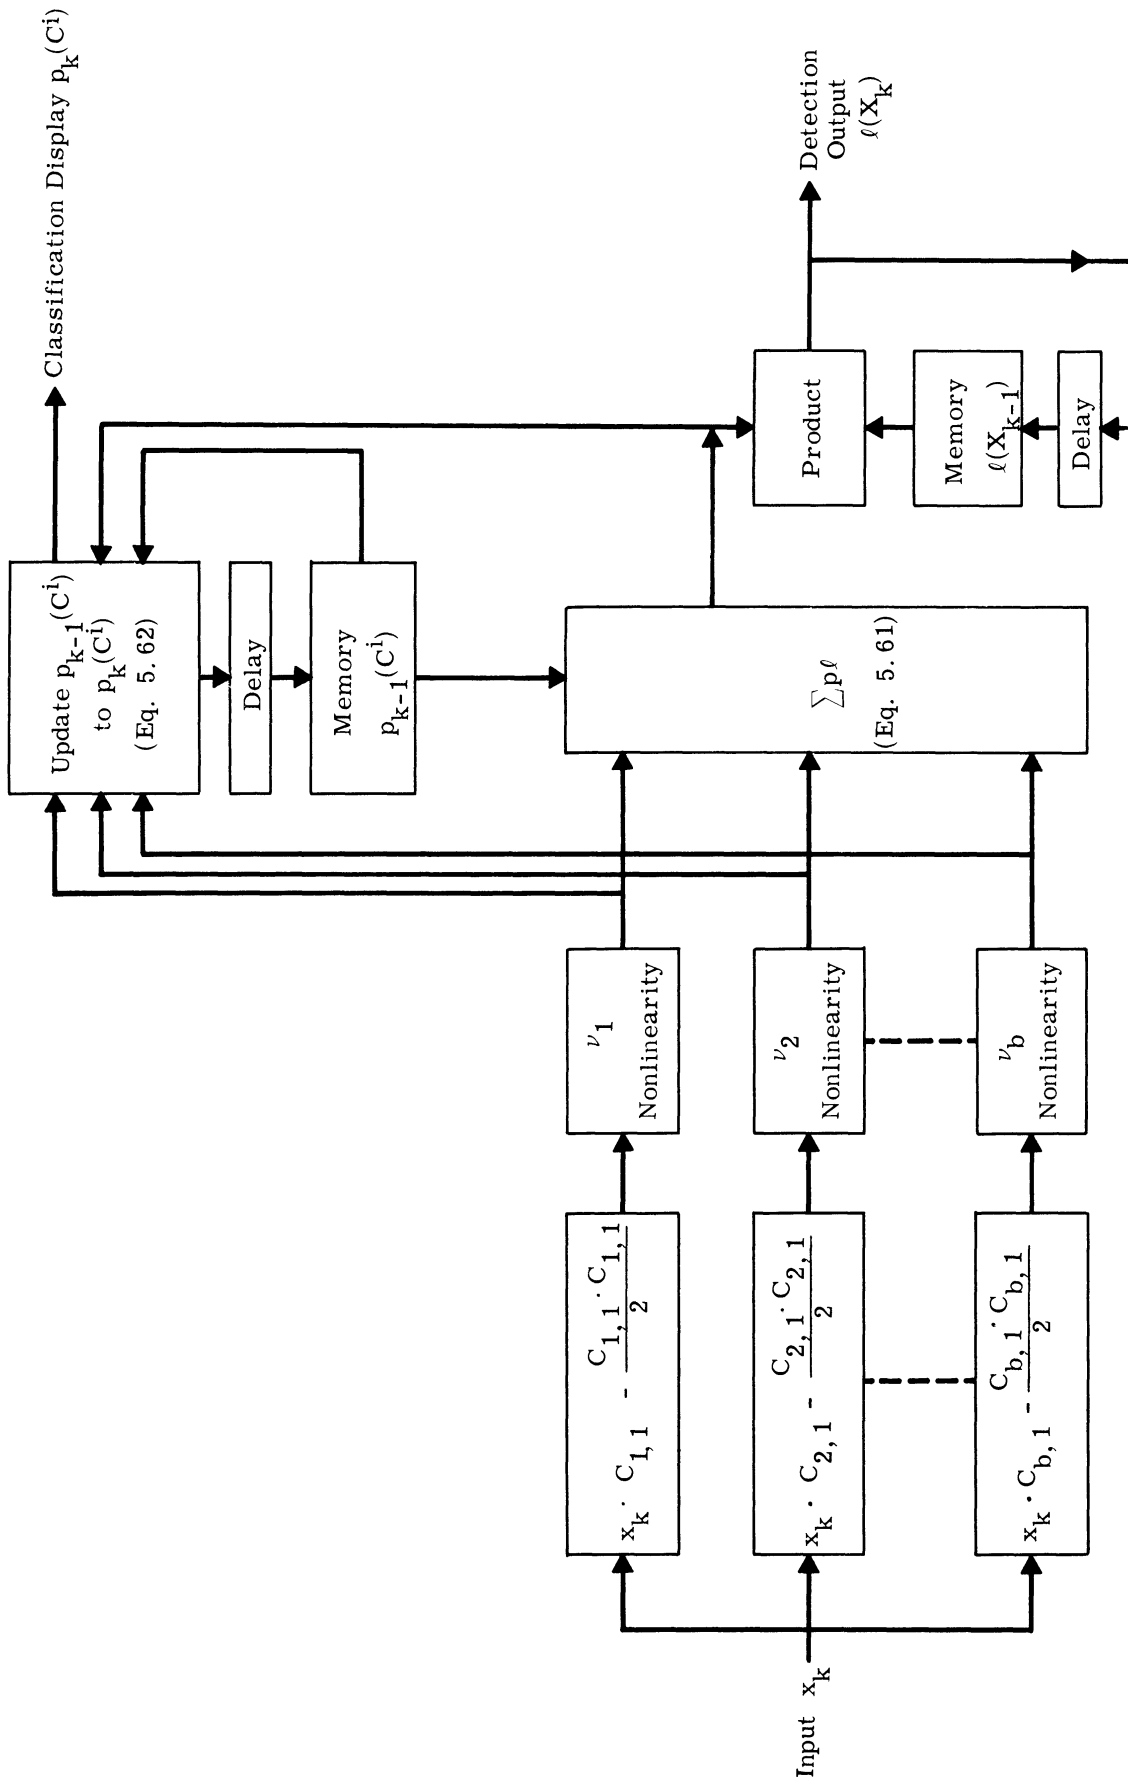 Input x_k
x_k · C_{1,1} - C_{1,1} · C_{1,1} / 2
ν_1
Nonlinearity
x_k · C_{2,1} - C_{2,1} · C_{2,1} / 2
ν_2
Nonlinearity
x_k · C_{b,1} - C_{b,1} · C_{b,1} / 2
ν_b
Nonlinearity
Update p_{k-1}(C^i)
to p_k(C^i)
(Eq. 5.62)
Delay
Memory
p_{k-1}(C^i)
∑pℓ
(Eq. 5.61)
Classification Display p_k(C^i)
Product
Memory
ℓ(X_{k-1})
Delay
Detection
Output
ℓ(X_k)